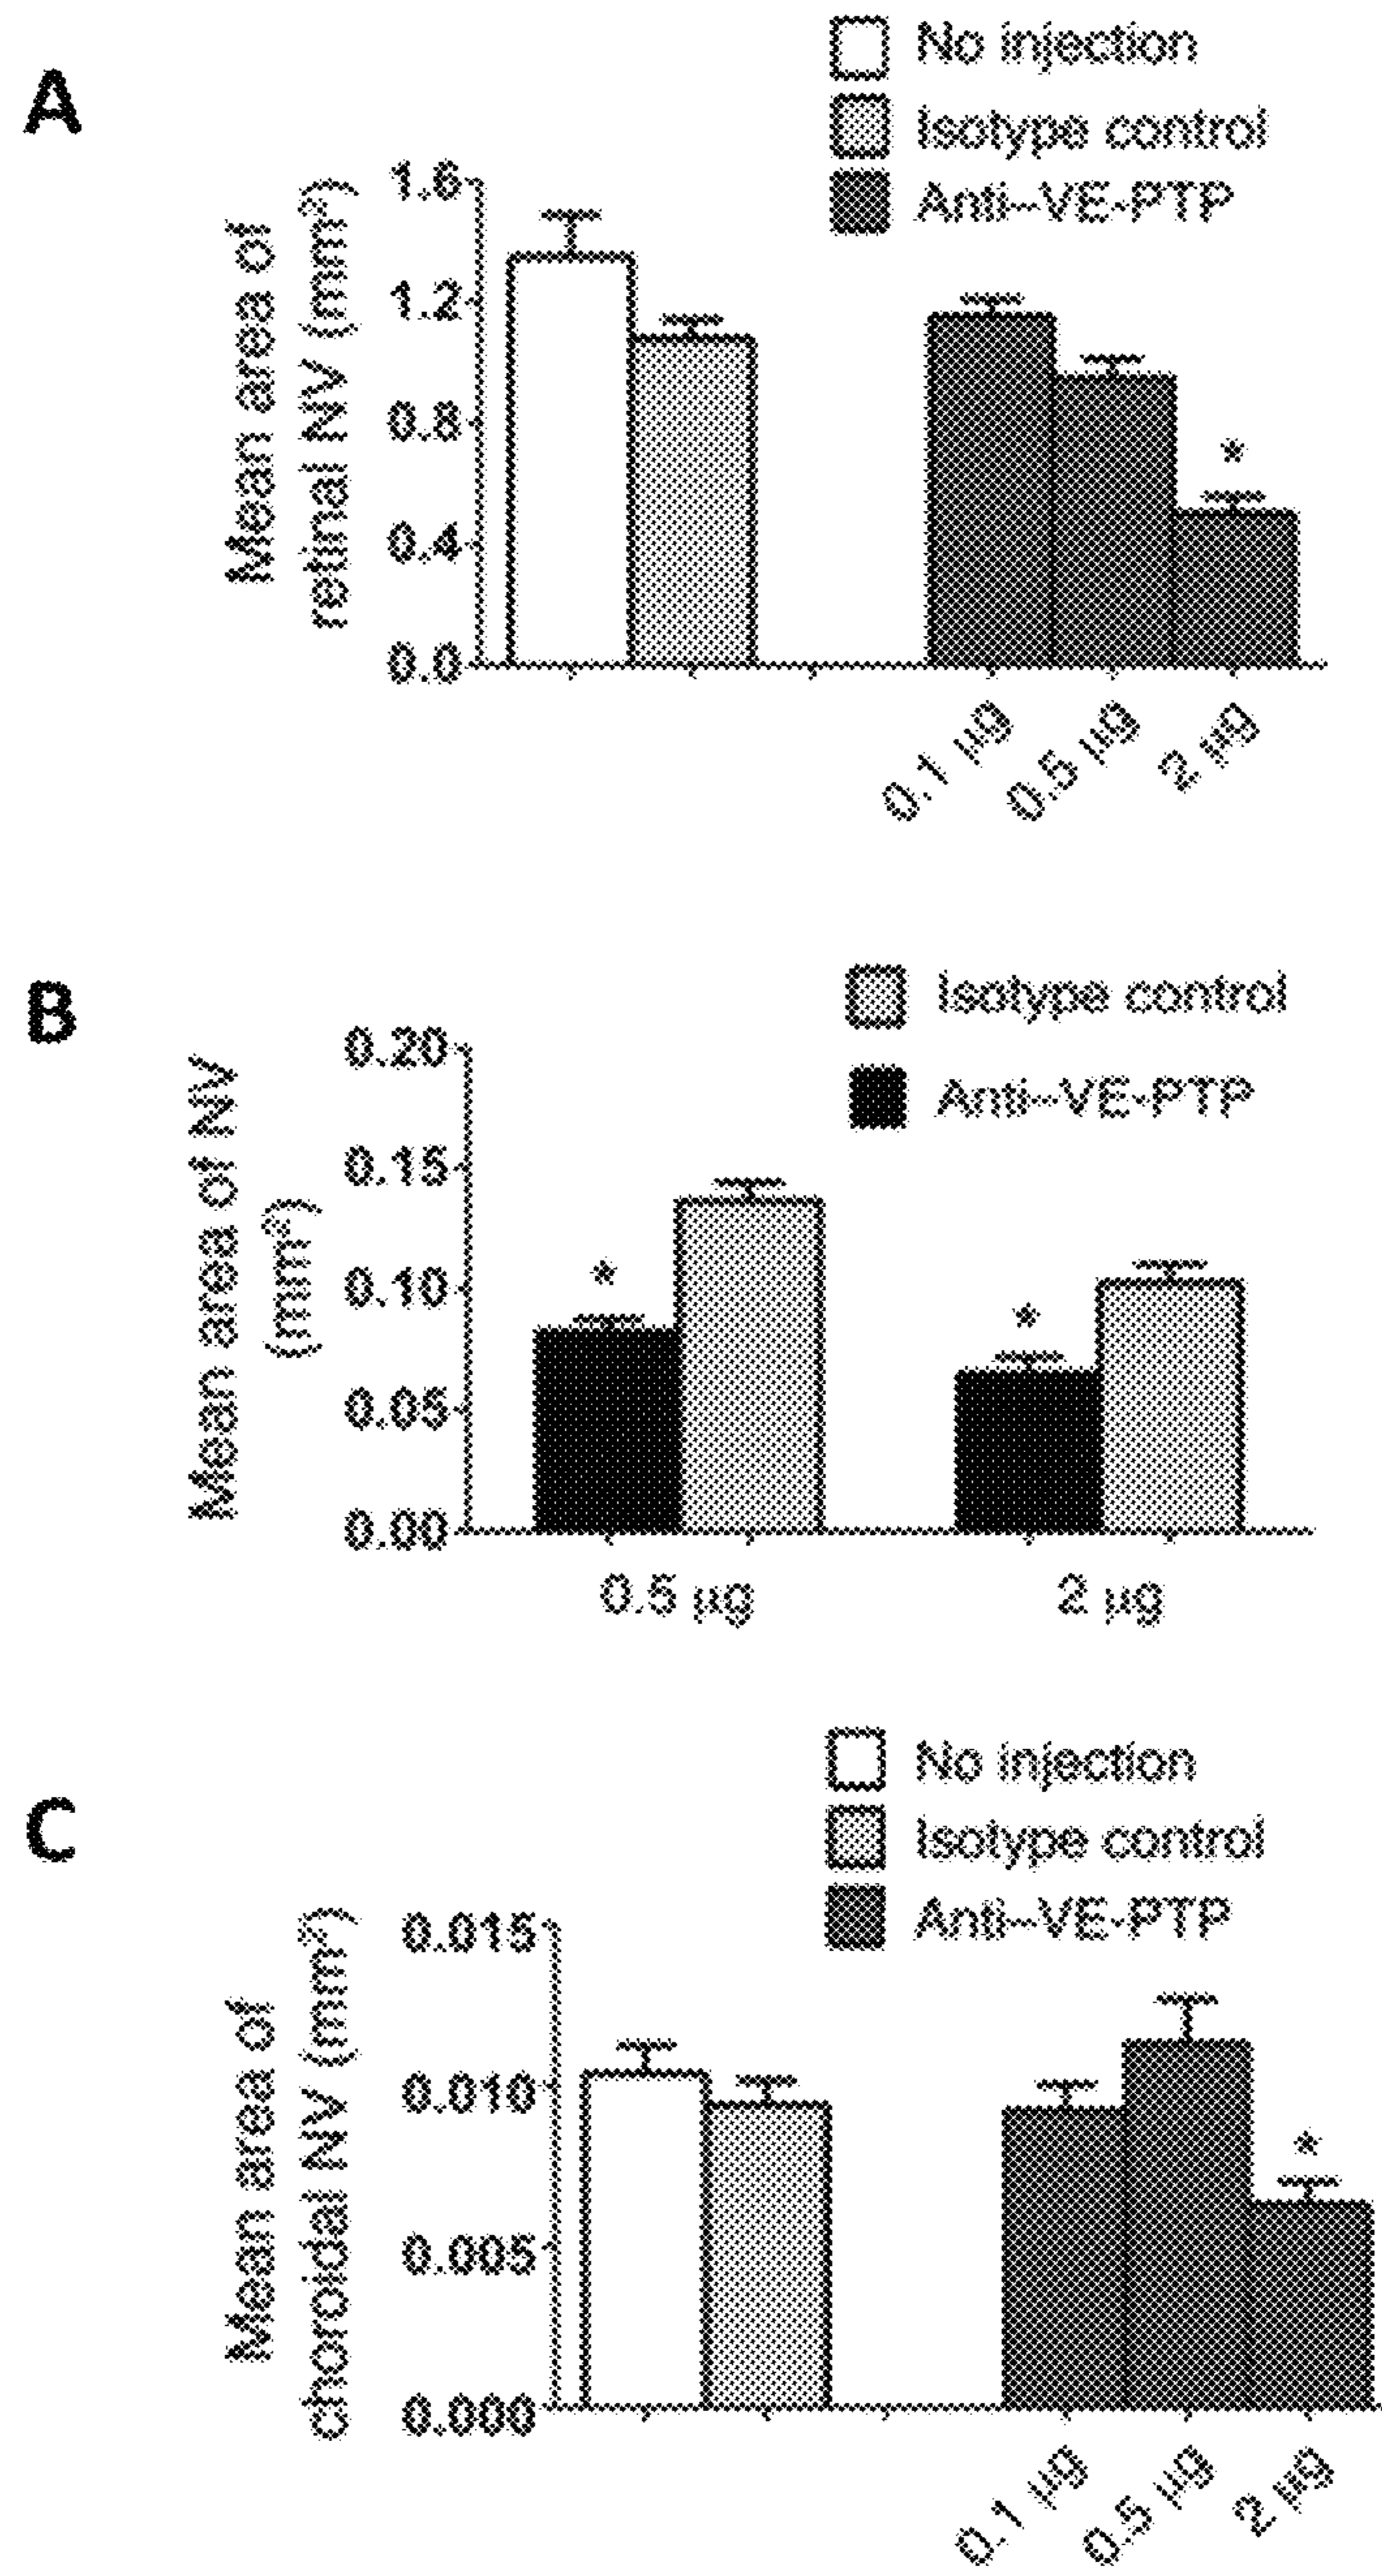 A
No injection
Isotype control
Anti--VE-PTP
Mean area of
retinal NV (mm²)
1.6
1.2
0.8
0.4
0.0
*
0.1 µg
0.5 µg
2 µg
B
Isotype control
Anti--VE-PTP
Mean area of NV
(mm²)
0.20
0.15
0.10
0.05
0.00
*
*
0.5 µg
2 µg
C
No injection
Isotype control
Anti--VE-PTP
Mean area of
choroidal NV (mm²)
0.015
0.010
0.005
0.000
*
0.1 µg
0.5 µg
2 µg